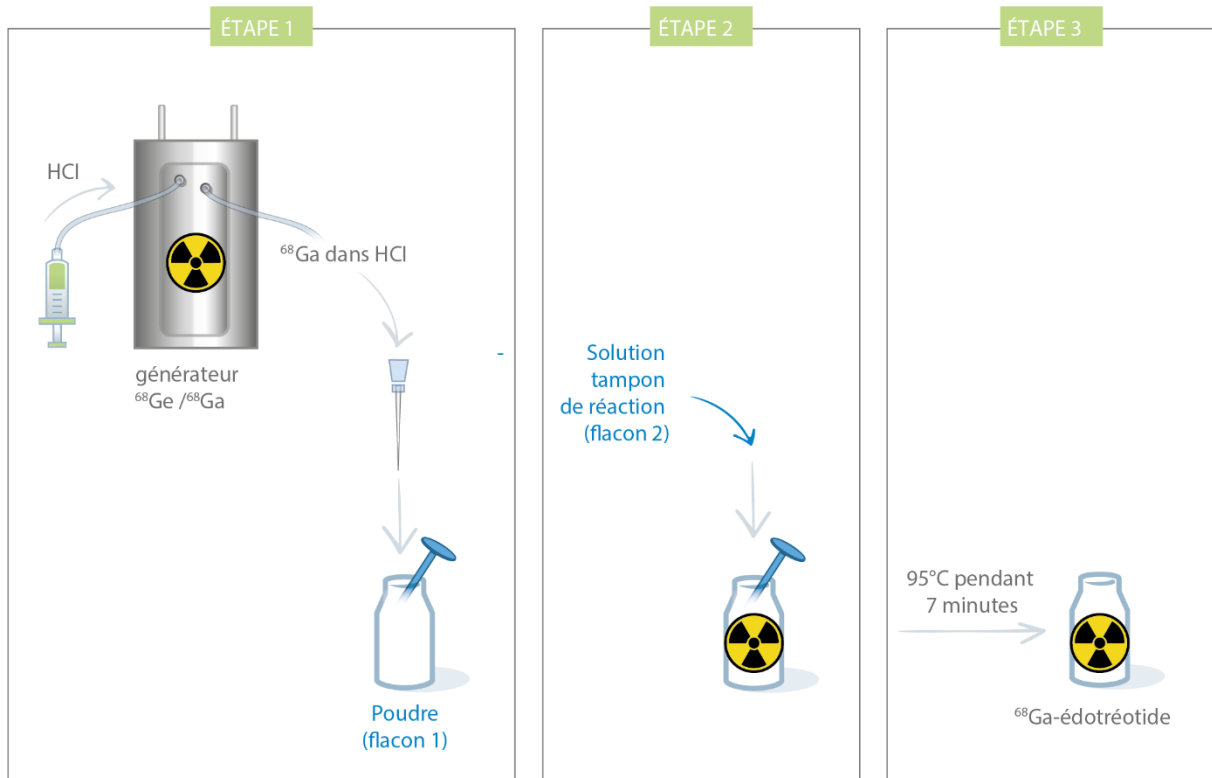 ÉTAPE 1
HCl
⁶⁸Ga dans HCl
générateur
⁶⁸Ge /⁶⁸Ga
-
Poudre
(flacon 1)
ÉTAPE 2
Solution
tampon
de réaction
(flacon 2)
ÉTAPE 3
95°C pendant
7 minutes
⁶⁸Ga-édotréotide